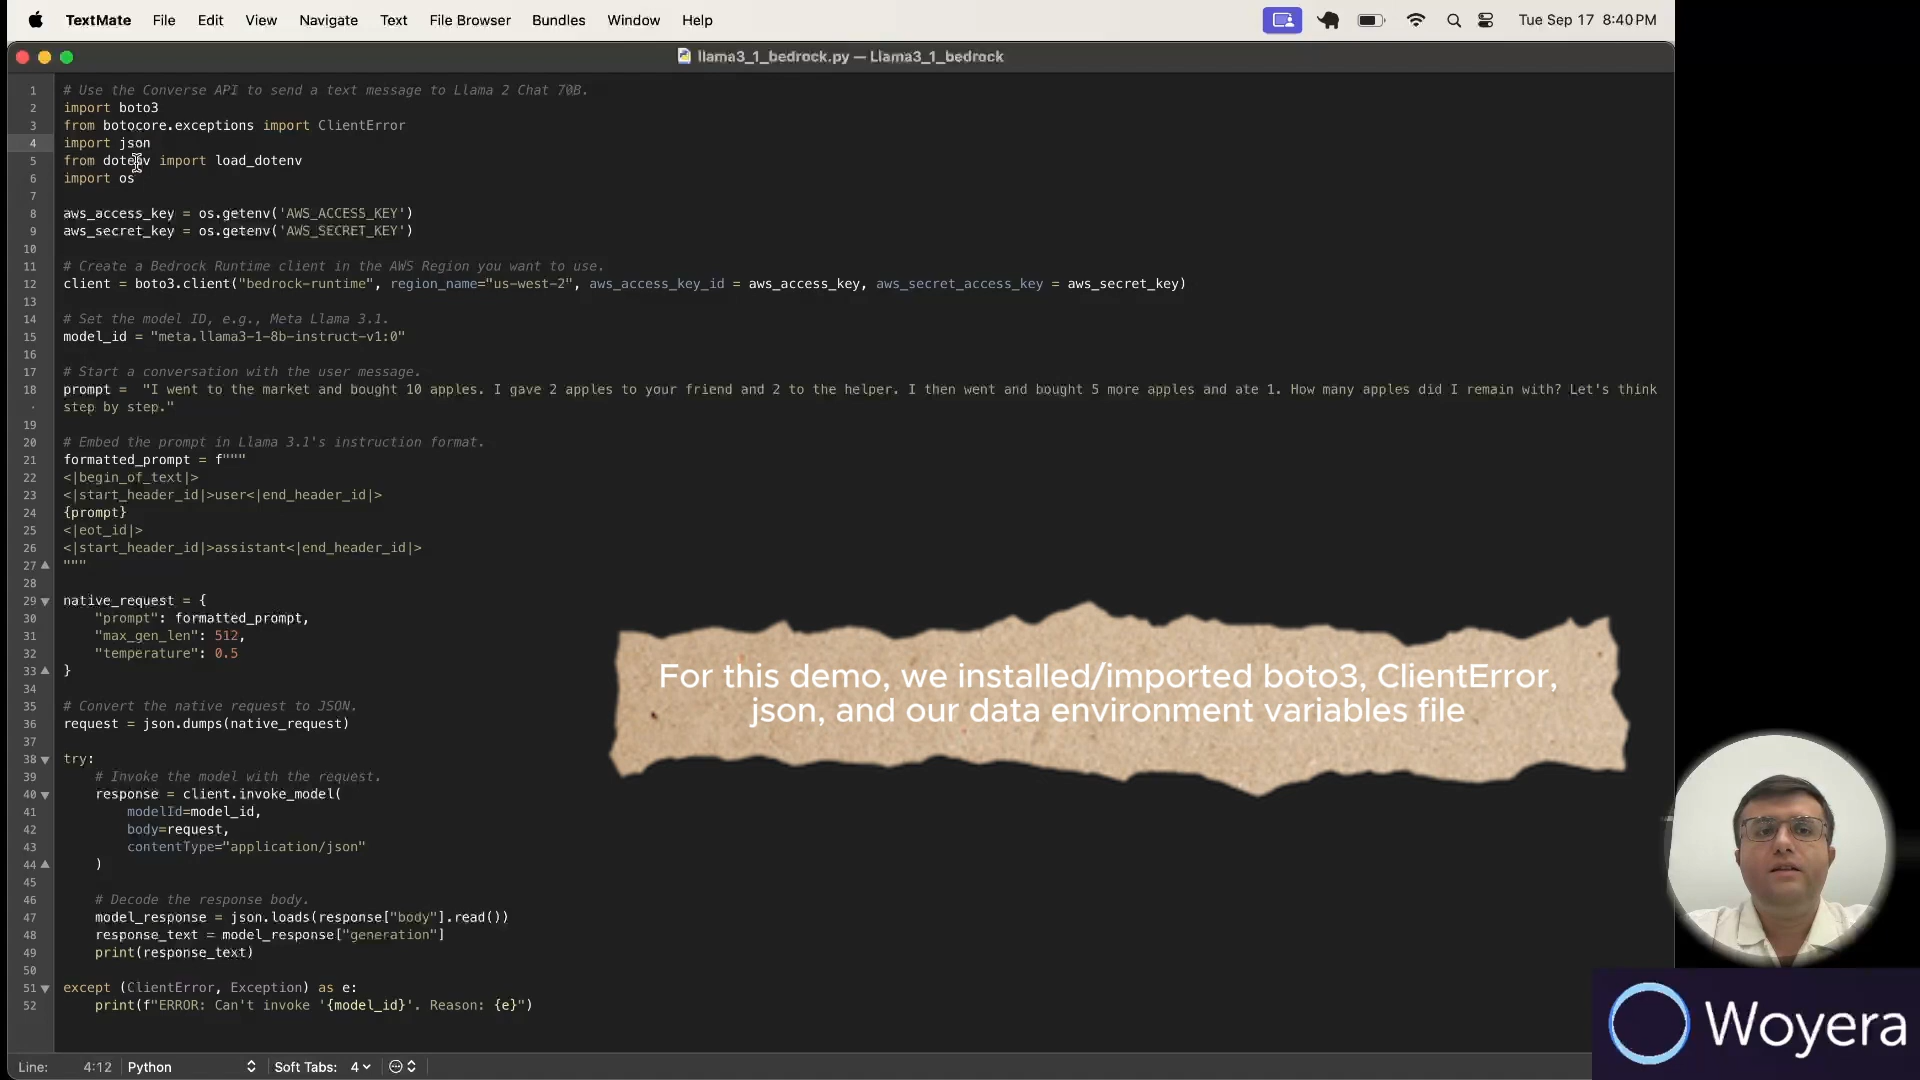 TextMate File Edit View Navigate Text File Browser Bundles Window Help Tue Sep 17 8:40 PM
llama3_1_bedrock.py — Llama3_1_bedrock
1 # Use the Converse API to send a text message to Llama 2 Chat 70B.
2 import boto3
3 from botocore.exceptions import ClientError
4 import json
5 from dotenv import load_dotenv
6 import os
7
8 aws_access_key = os.getenv('AWS_ACCESS_KEY')
9 aws_secret_key = os.getenv('AWS_SECRET_KEY')
10
11 # Create a Bedrock Runtime client in the AWS Region you want to use.
12 client = boto3.client("bedrock-runtime", region_name="us-west-2", aws_access_key_id = aws_access_key, aws_secret_access_key = aws_secret_key)
13
14 # Set the model ID, e.g., Meta Llama 3.1.
15 model_id = "meta.llama3-1-8b-instruct-v1:0"
16
17 # Start a conversation with the user message.
18 prompt =  "I went to the market and bought 10 apples. I gave 2 apples to your friend and 2 to the helper. I then went and bought 5 more apples and ate 1. How many apples did I remain with? Let's think
· step by step."
19
20 # Embed the prompt in Llama 3.1's instruction format.
21 formatted_prompt = f"""
22 <|begin_of_text|>
23 <|start_header_id|>user<|end_header_id|>
24 {prompt}
25 <|eot_id|>
26 <|start_header_id|>assistant<|end_header_id|>
27 """
28
29 native_request = {
30     "prompt": formatted_prompt,
31     "max_gen_len": 512,
32     "temperature": 0.5
33 }
34
35 # Convert the native request to JSON.
36 request = json.dumps(native_request)
37
38 try:
39     # Invoke the model with the request.
40     response = client.invoke_model(
41         modelId=model_id,
42         body=request,
43         contentType="application/json"
44     )
45
46     # Decode the response body.
47     model_response = json.loads(response["body"].read())
48     response_text = model_response["generation"]
49     print(response_text)
50
51 except (ClientError, Exception) as e:
52     print(f"ERROR: Can't invoke '{model_id}'. Reason: {e}")
For this demo, we installed/imported boto3, ClientError,
json, and our data environment variables file
Woyera
Line: 4:12 Python Soft Tabs: 4